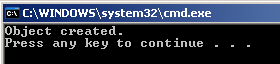 C:\WINDOWS\system32\cmd.exe
Object created.
Press any key to continue . . .